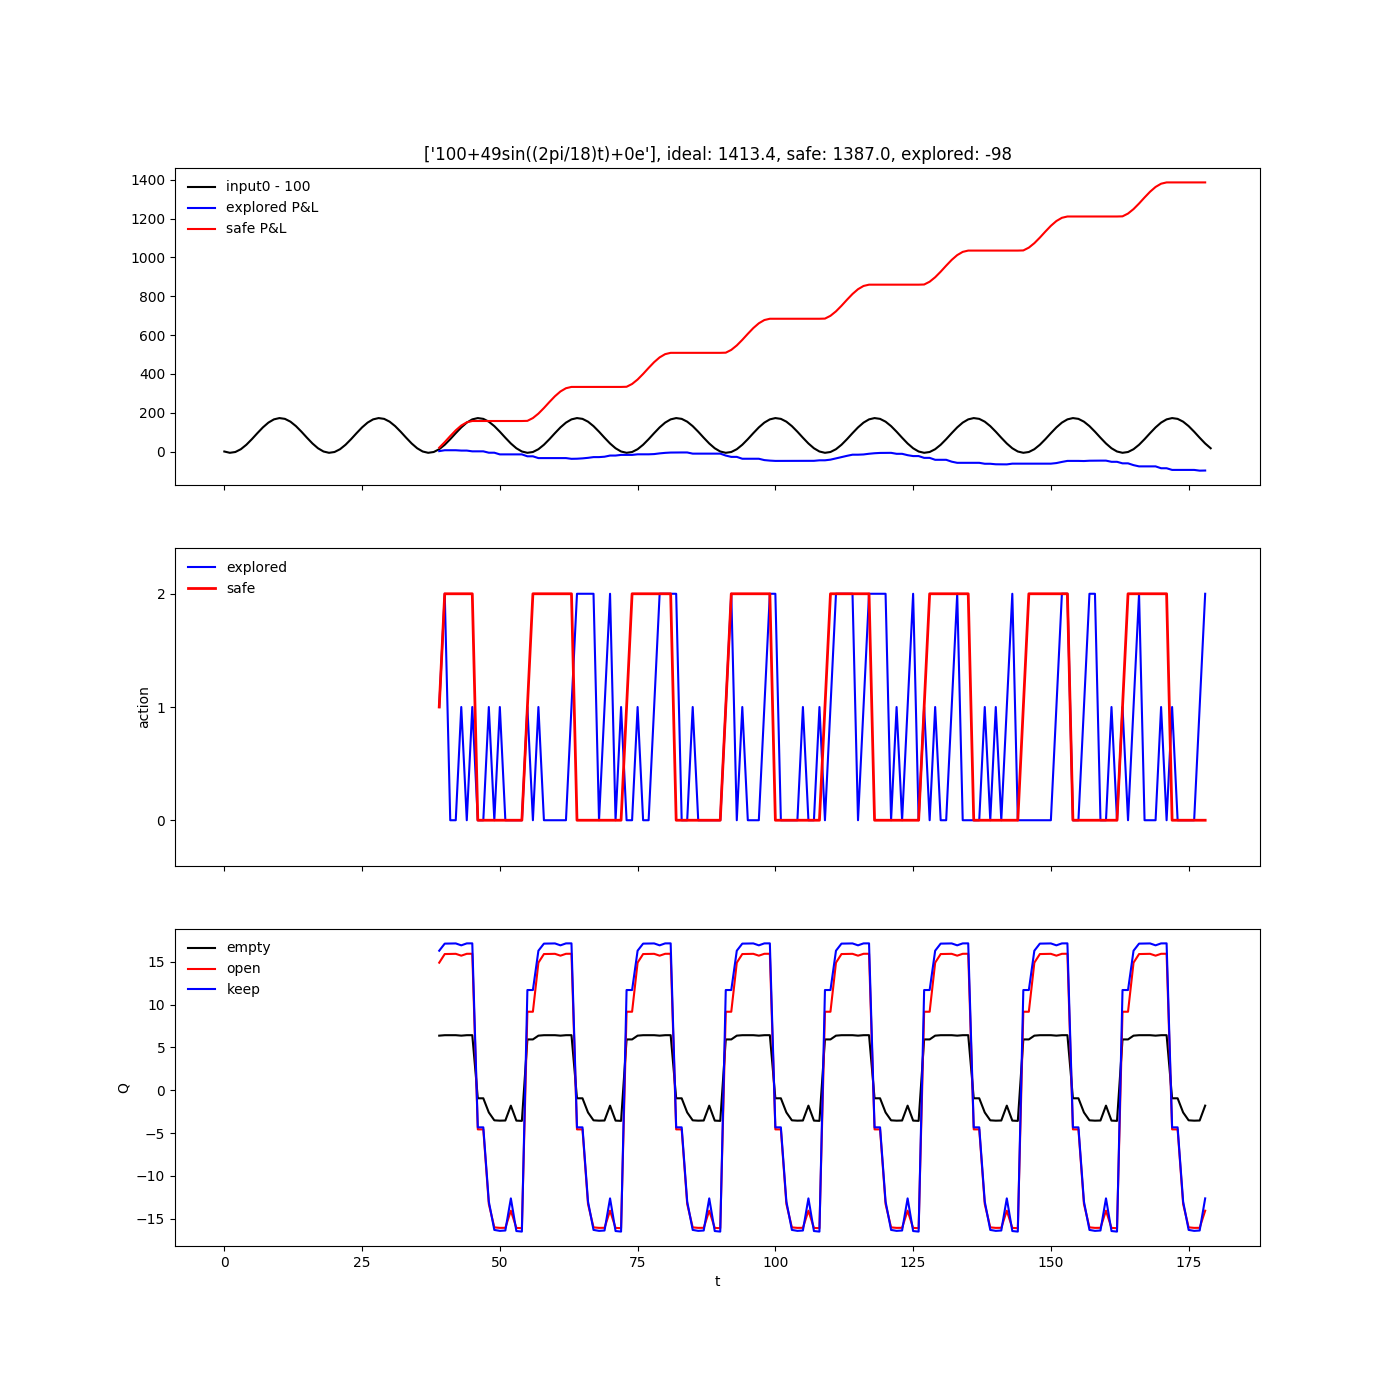 ['100+49sin((2pi/18)t)+0e'], ideal: 1413.4, safe: 1387.0, explored: -98
1400
1200
1000
800
600
400
200
0
input0 - 100
explored P&L
safe P&L
action
2
1
0
explored
safe
Q
15
10
5
0
−5
−10
−15
empty
open
keep
0 25 50 75 100 125 150 175
t